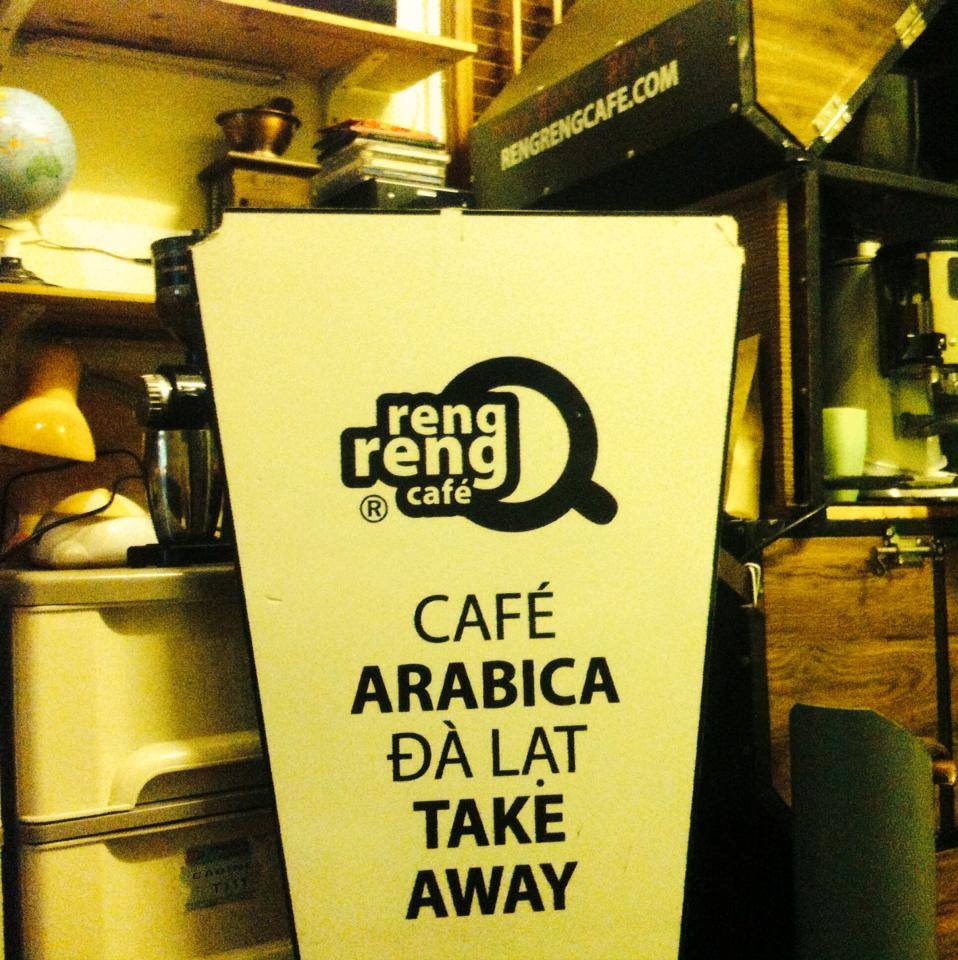 RENGRENGCAFE.COM
reng
reng
café
®
CAFÉ
ARABICA
ĐÀ LẠT
TAKE
AWAY